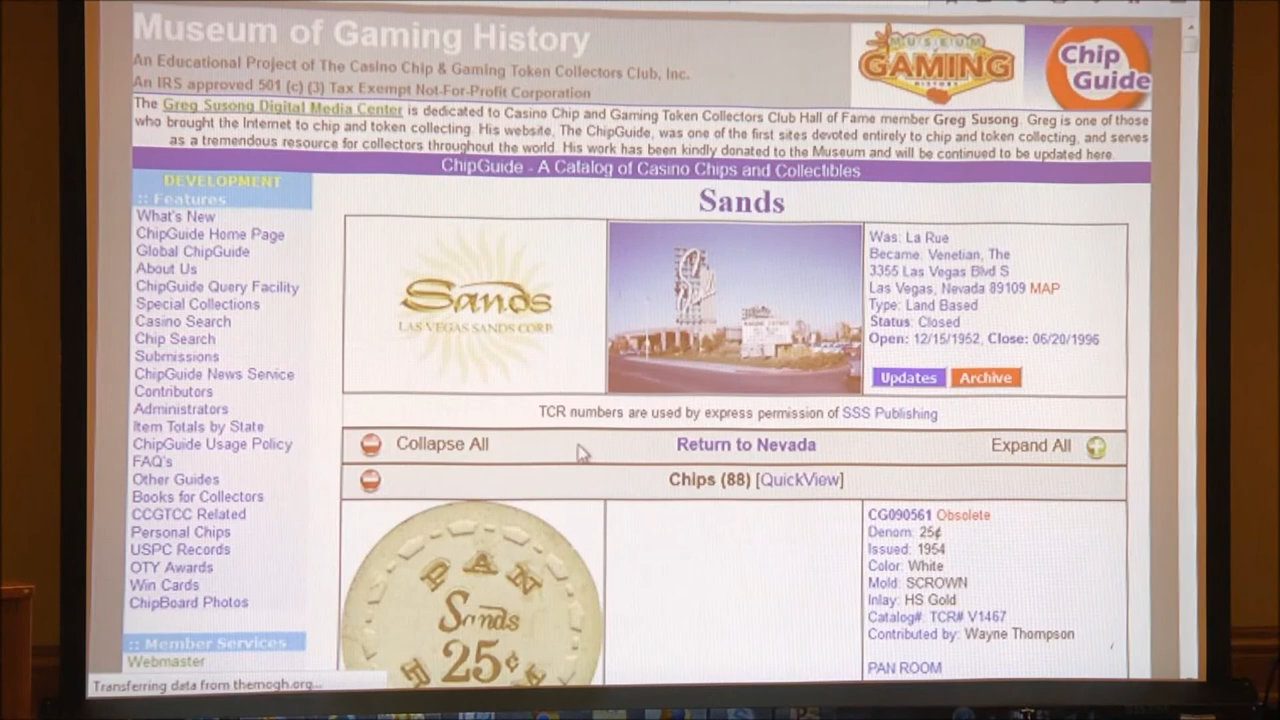 Museum of Gaming History
An Educational Project of The Casino Chip & Gaming Token Collectors Club, Inc.
An IRS approved 501 (c) (3) Tax Exempt Not-For-Profit Corporation
MUSEUM OF
GAMING
HISTORY
Chip
Guide
The Greg Susong Digital Media Center is dedicated to Casino Chip and Gaming Token Collectors Club Hall of Fame member Greg Susong. Greg is one of those
who brought the Internet to chip and token collecting. His website, The ChipGuide, was one of the first sites devoted entirely to chip and token collecting, and serves
as a tremendous resource for collectors throughout the world. His work has been kindly donated to the Museum and will be continued to be updated here.
ChipGuide - A Catalog of Casino Chips and Collectibles
DEVELOPMENT
:: Features
What's New
ChipGuide Home Page
Global ChipGuide
About Us
ChipGuide Query Facility
Special Collections
Casino Search
Chip Search
Submissions
ChipGuide News Service
Contributors
Administrators
Item Totals by State
ChipGuide Usage Policy
FAQ's
Other Guides
Books for Collectors
CCGTCC Related
Personal Chips
USPC Records
OTY Awards
Win Cards
ChipBoard Photos
:: Member Services
Webmaster
Sands
Sands
LAS VEGAS SANDS CORP.
Sands
Was: La Rue
Became: Venetian, The
3355 Las Vegas Blvd S
Las Vegas, Nevada 89109 MAP
Type: Land Based
Status: Closed
Open: 12/15/1952, Close: 06/20/1996
Updates Archive
TCR numbers are used by express permission of SSS Publishing
Collapse All Return to Nevada Expand All
Chips (88) [QuickView]
PAN
Sands
25¢
CG090561 Obsolete
Denom: 25¢
Issued: 1954
Color: White
Mold: SCROWN
Inlay: HS Gold
Catalog#: TCR# V1467
Contributed by: Wayne Thompson
PAN ROOM
Transferring data from themogh.org...